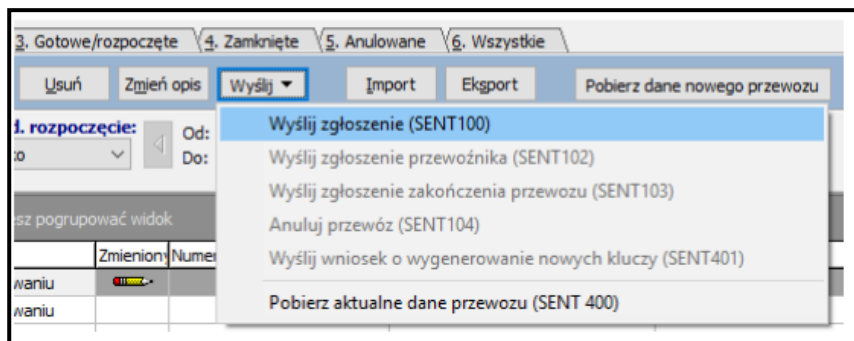 3. Gotowe/rozpoczęte 4. Zamknięte 5. Anulowane 6. Wszystkie
Usuń Zmień opis Wyślij Import Eksport Pobierz dane nowego przewozu
rozpoczęcie: Od:
Do:
Wyślij zgłoszenie (SENT100)
Wyślij zgłoszenie przewoźnika (SENT102)
Wyślij zgłoszenie zakończenia przewozu (SENT103)
Anuluj przewóz (SENT104)
Wyślij wniosek o wygenerowanie nowych kluczy (SENT401)
Pobierz aktualne dane przewozu (SENT 400)
esz pogrupować widok
Zmieniony Numer
waniu
waniu